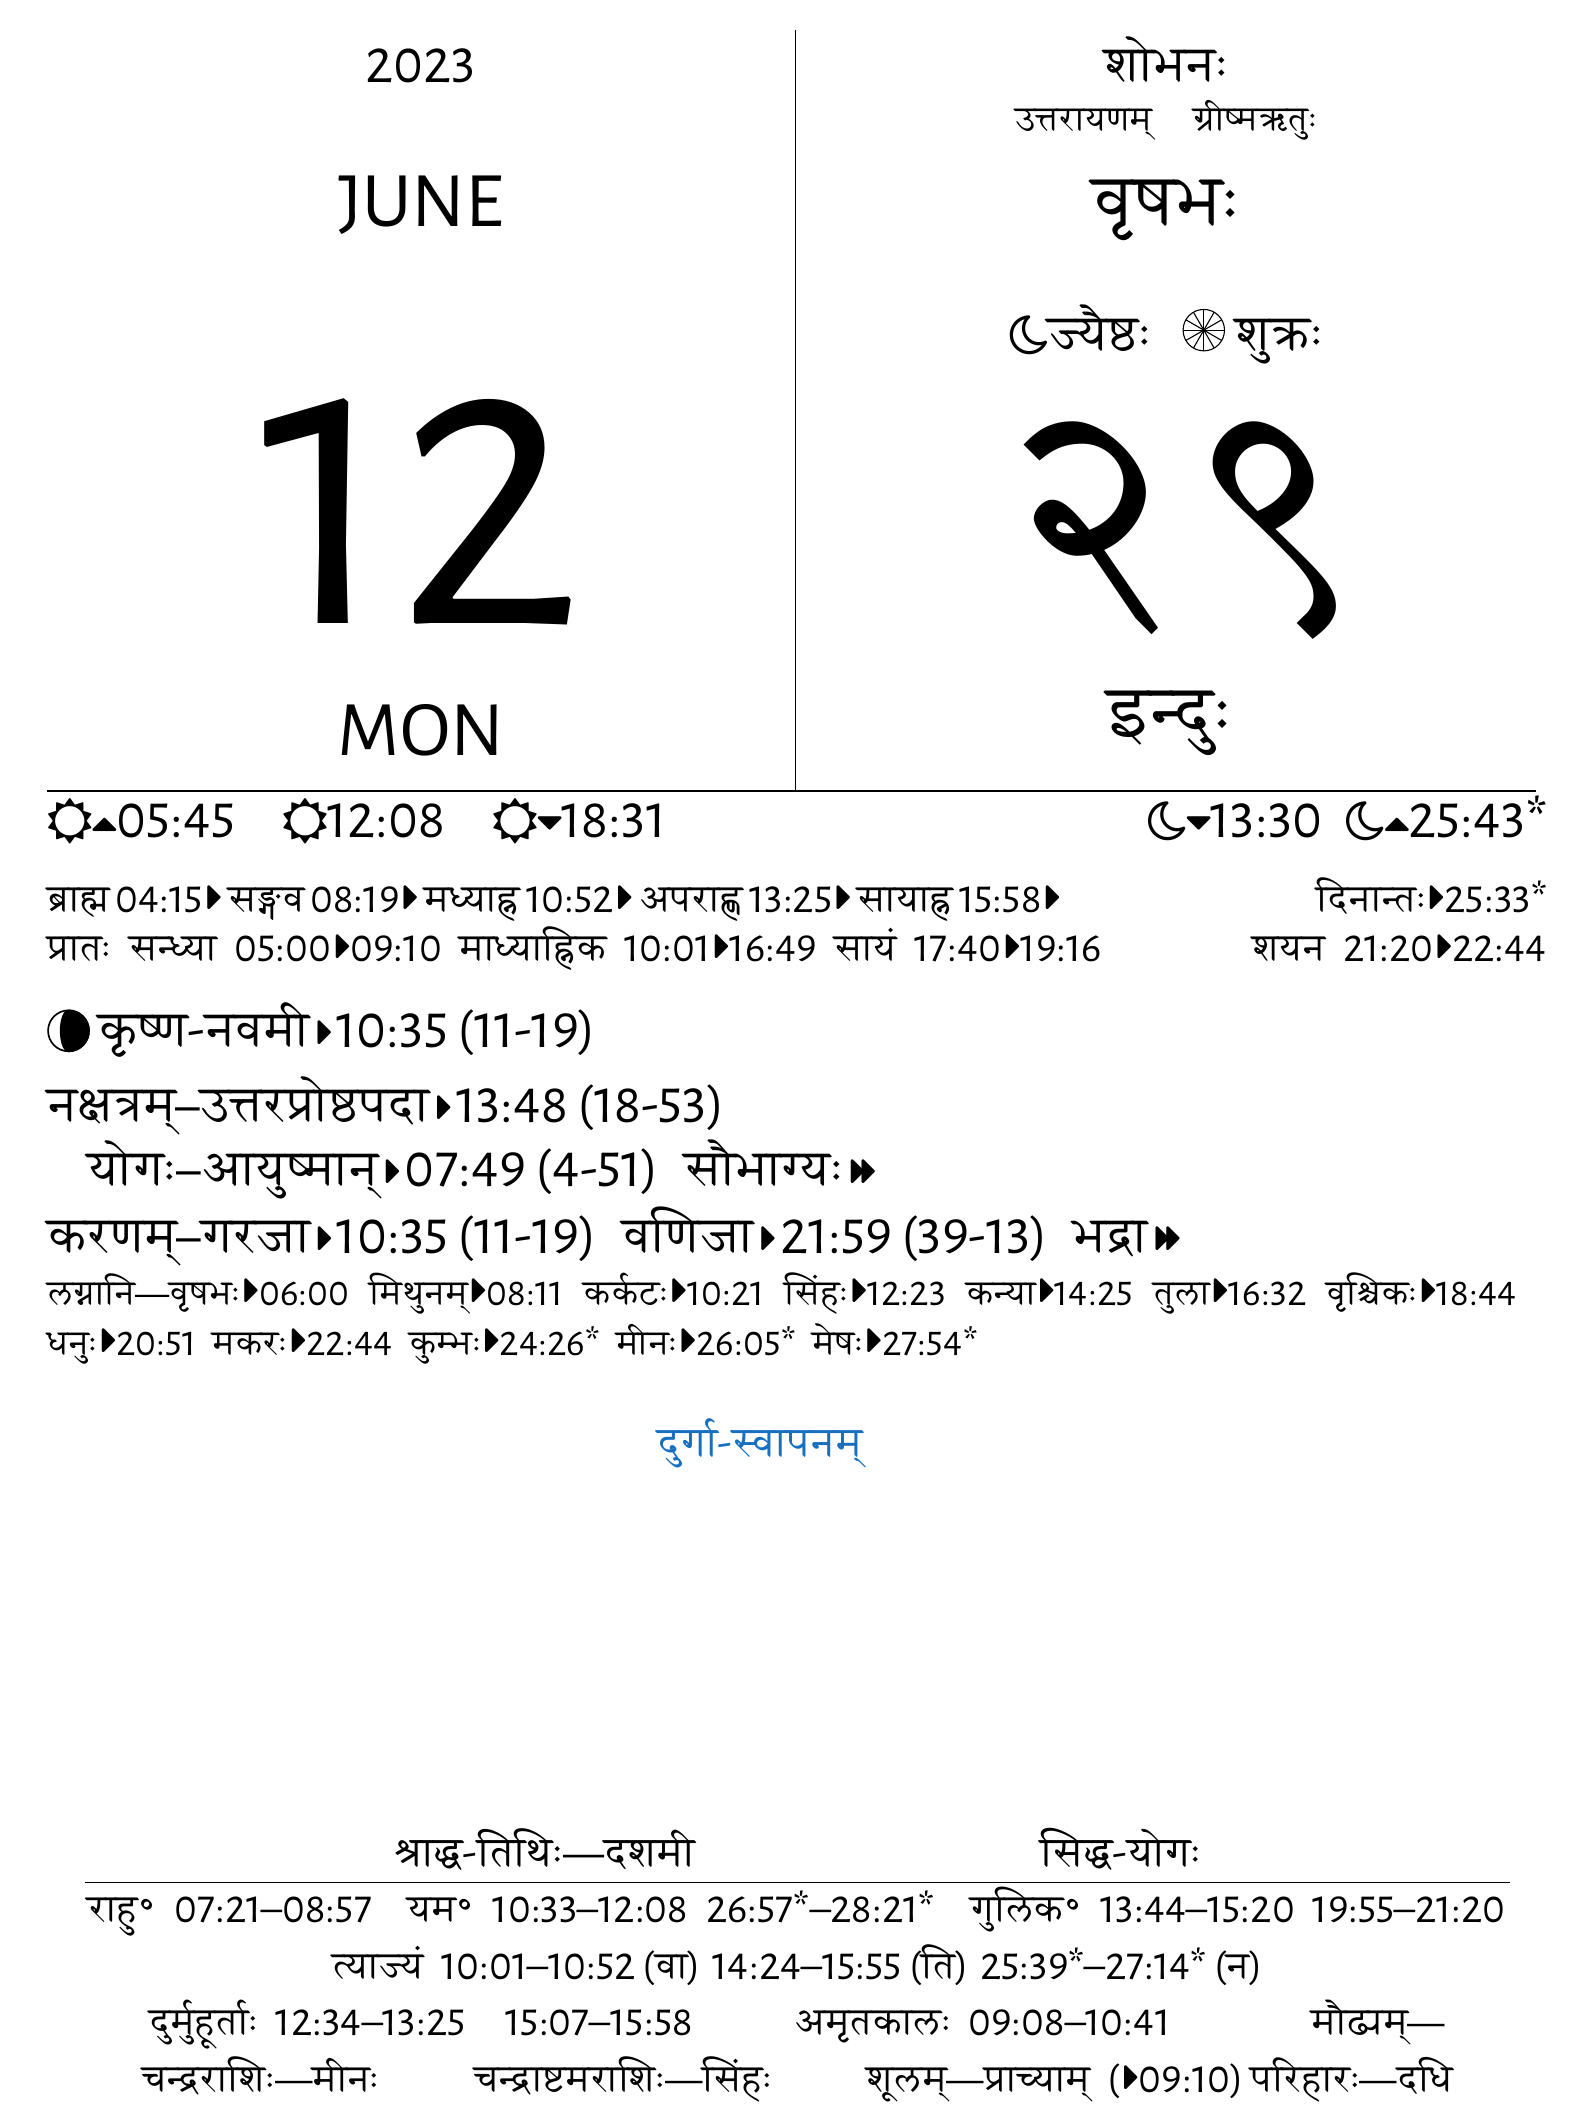 2023
JUNE
12
MON
शोभनः
उत्तरायणम् ग्रीष्मऋतुः
वृषभः
ज्यैष्ठः शुक्रः
२९
इन्दुः
05:45 12:08 18:31 13:30 25:43*
ब्राह्म 04:15 सङ्गव 08:19 मध्याह्न 10:52 अपराह्ण 13:25 सायाह्न 15:58 दिनान्तः 25:33*
प्रातः सन्ध्या 05:00 09:10 माध्याह्निक 10:01 16:49 सायं 17:40 19:16 शयन 21:20 22:44
कृष्ण-नवमी 10:35 (11-19)
नक्षत्रम्–उत्तरप्रोष्ठपदा 13:48 (18-53)
योगः–आयुष्मान् 07:49 (4-51) सौभाग्यः
करणम्–गरजा 10:35 (11-19) वणिजा 21:59 (39-13) भद्रा
लग्नानि—वृषभः 06:00 मिथुनम् 08:11 कर्कटः 10:21 सिंहः 12:23 कन्या 14:25 तुला 16:32 वृश्चिकः 18:44
धनुः 20:51 मकरः 22:44 कुम्भः 24:26* मीनः 26:05* मेषः 27:54*
दुर्गा-स्वापनम्
श्राद्ध-तिथिः—दशमी सिद्ध-योगः
राहु॰ 07:21–08:57 यम॰ 10:33–12:08 26:57*–28:21* गुलिक॰ 13:44–15:20 19:55–21:20
त्याज्यं 10:01–10:52 (वा) 14:24–15:55 (ति) 25:39*–27:14* (न)
दुर्मुहूर्ताः 12:34–13:25 15:07–15:58 अमृतकालः 09:08–10:41 मौढ्यम्—
चन्द्रराशिः—मीनः चन्द्राष्टमराशिः—सिंहः शूलम्—प्राच्याम् (09:10) परिहारः—दधि